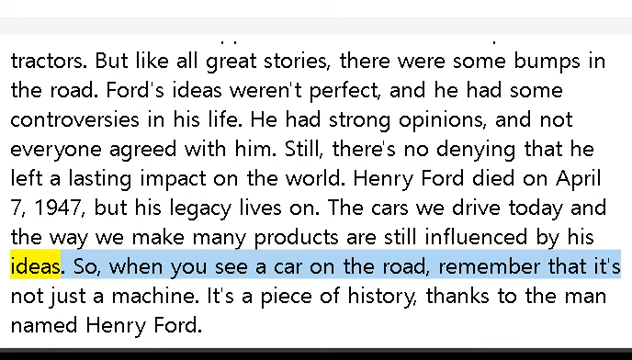 tractors. But like all great stories, there were some bumps in
the road. Ford's ideas weren't perfect, and he had some
controversies in his life. He had strong opinions, and not
everyone agreed with him. Still, there's no denying that he
left a lasting impact on the world. Henry Ford died on April
7, 1947, but his legacy lives on. The cars we drive today and
the way we make many products are still influenced by his
ideas. So, when you see a car on the road, remember that it's
not just a machine. It's a piece of history, thanks to the man
named Henry Ford.